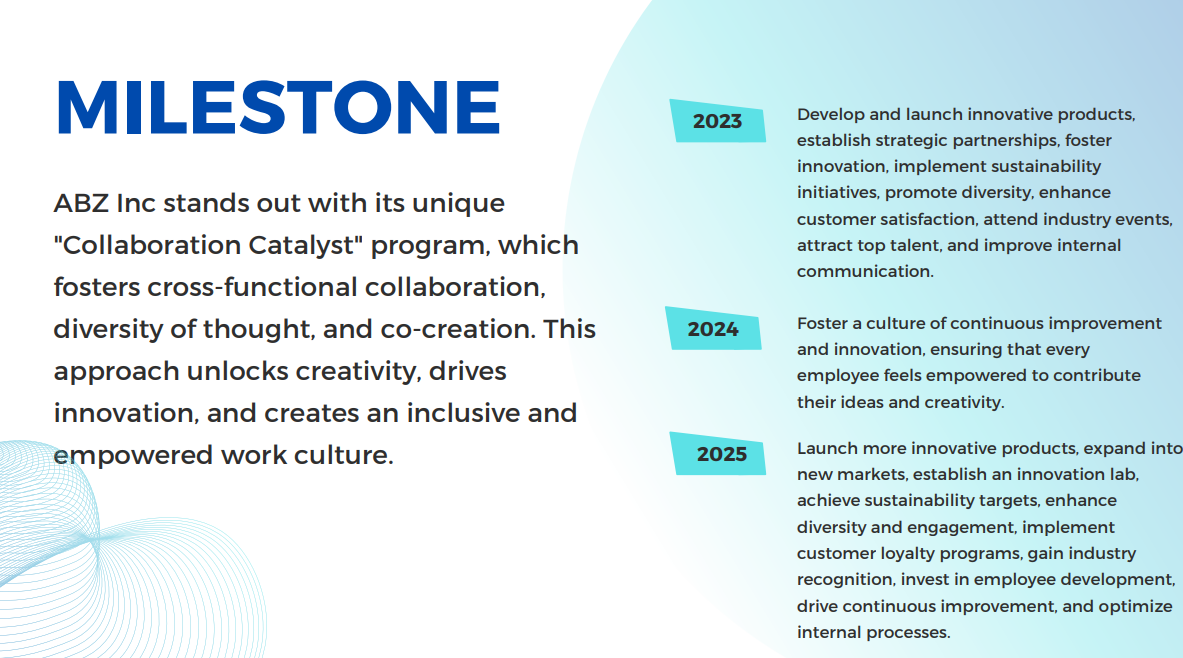 MILESTONE
ABZ Inc stands out with its unique
"Collaboration Catalyst" program, which
fosters cross-functional collaboration,
diversity of thought, and co-creation. This
approach unlocks creativity, drives
innovation, and creates an inclusive and
empowered work culture.
2023
Develop and launch innovative products,
establish strategic partnerships, foster
innovation, implement sustainability
initiatives, promote diversity, enhance
customer satisfaction, attend industry events,
attract top talent, and improve internal
communication.
2024
Foster a culture of continuous improvement
and innovation, ensuring that every
employee feels empowered to contribute
their ideas and creativity.
2025
Launch more innovative products, expand into
new markets, establish an innovation lab,
achieve sustainability targets, enhance
diversity and engagement, implement
customer loyalty programs, gain industry
recognition, invest in employee development,
drive continuous improvement, and optimize
internal processes.